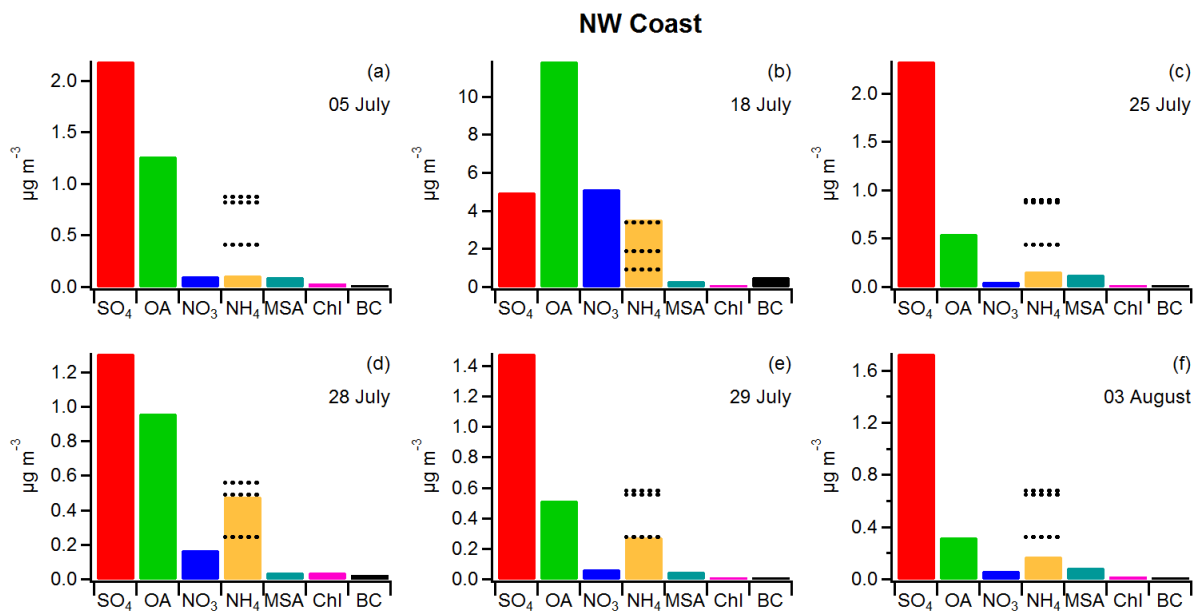 NW Coast
(a)
05 July
µg m⁻³
2.0
1.5
1.0
0.5
0.0
SO₄ OA NO₃ NH₄ MSA Chl BC
(b)
18 July
µg m⁻³
10
8
6
4
2
0
SO₄ OA NO₃ NH₄ MSA Chl BC
(c)
25 July
µg m⁻³
2.0
1.5
1.0
0.5
0.0
SO₄ OA NO₃ NH₄ MSA Chl BC
(d)
28 July
µg m⁻³
1.2
1.0
0.8
0.6
0.4
0.2
0.0
SO₄ OA NO₃ NH₄ MSA Chl BC
(e)
29 July
µg m⁻³
1.4
1.2
1.0
0.8
0.6
0.4
0.2
0.0
SO₄ OA NO₃ NH₄ MSA Chl BC
(f)
03 August
µg m⁻³
1.6
1.2
0.8
0.4
0.0
SO₄ OA NO₃ NH₄ MSA Chl BC